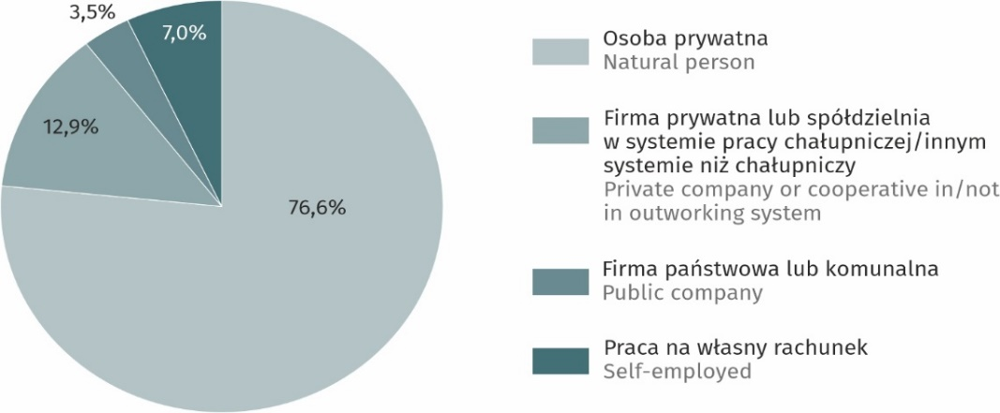 3,5%
7,0%
12,9%
76,6%
Osoba prywatna
Natural person
Firma prywatna lub spółdzielnia
w systemie pracy chałupniczej/innym
systemie niż chałupniczy
Private company or cooperative in/not
in outworking system
Firma państwowa lub komunalna
Public company
Praca na własny rachunek
Self-employed